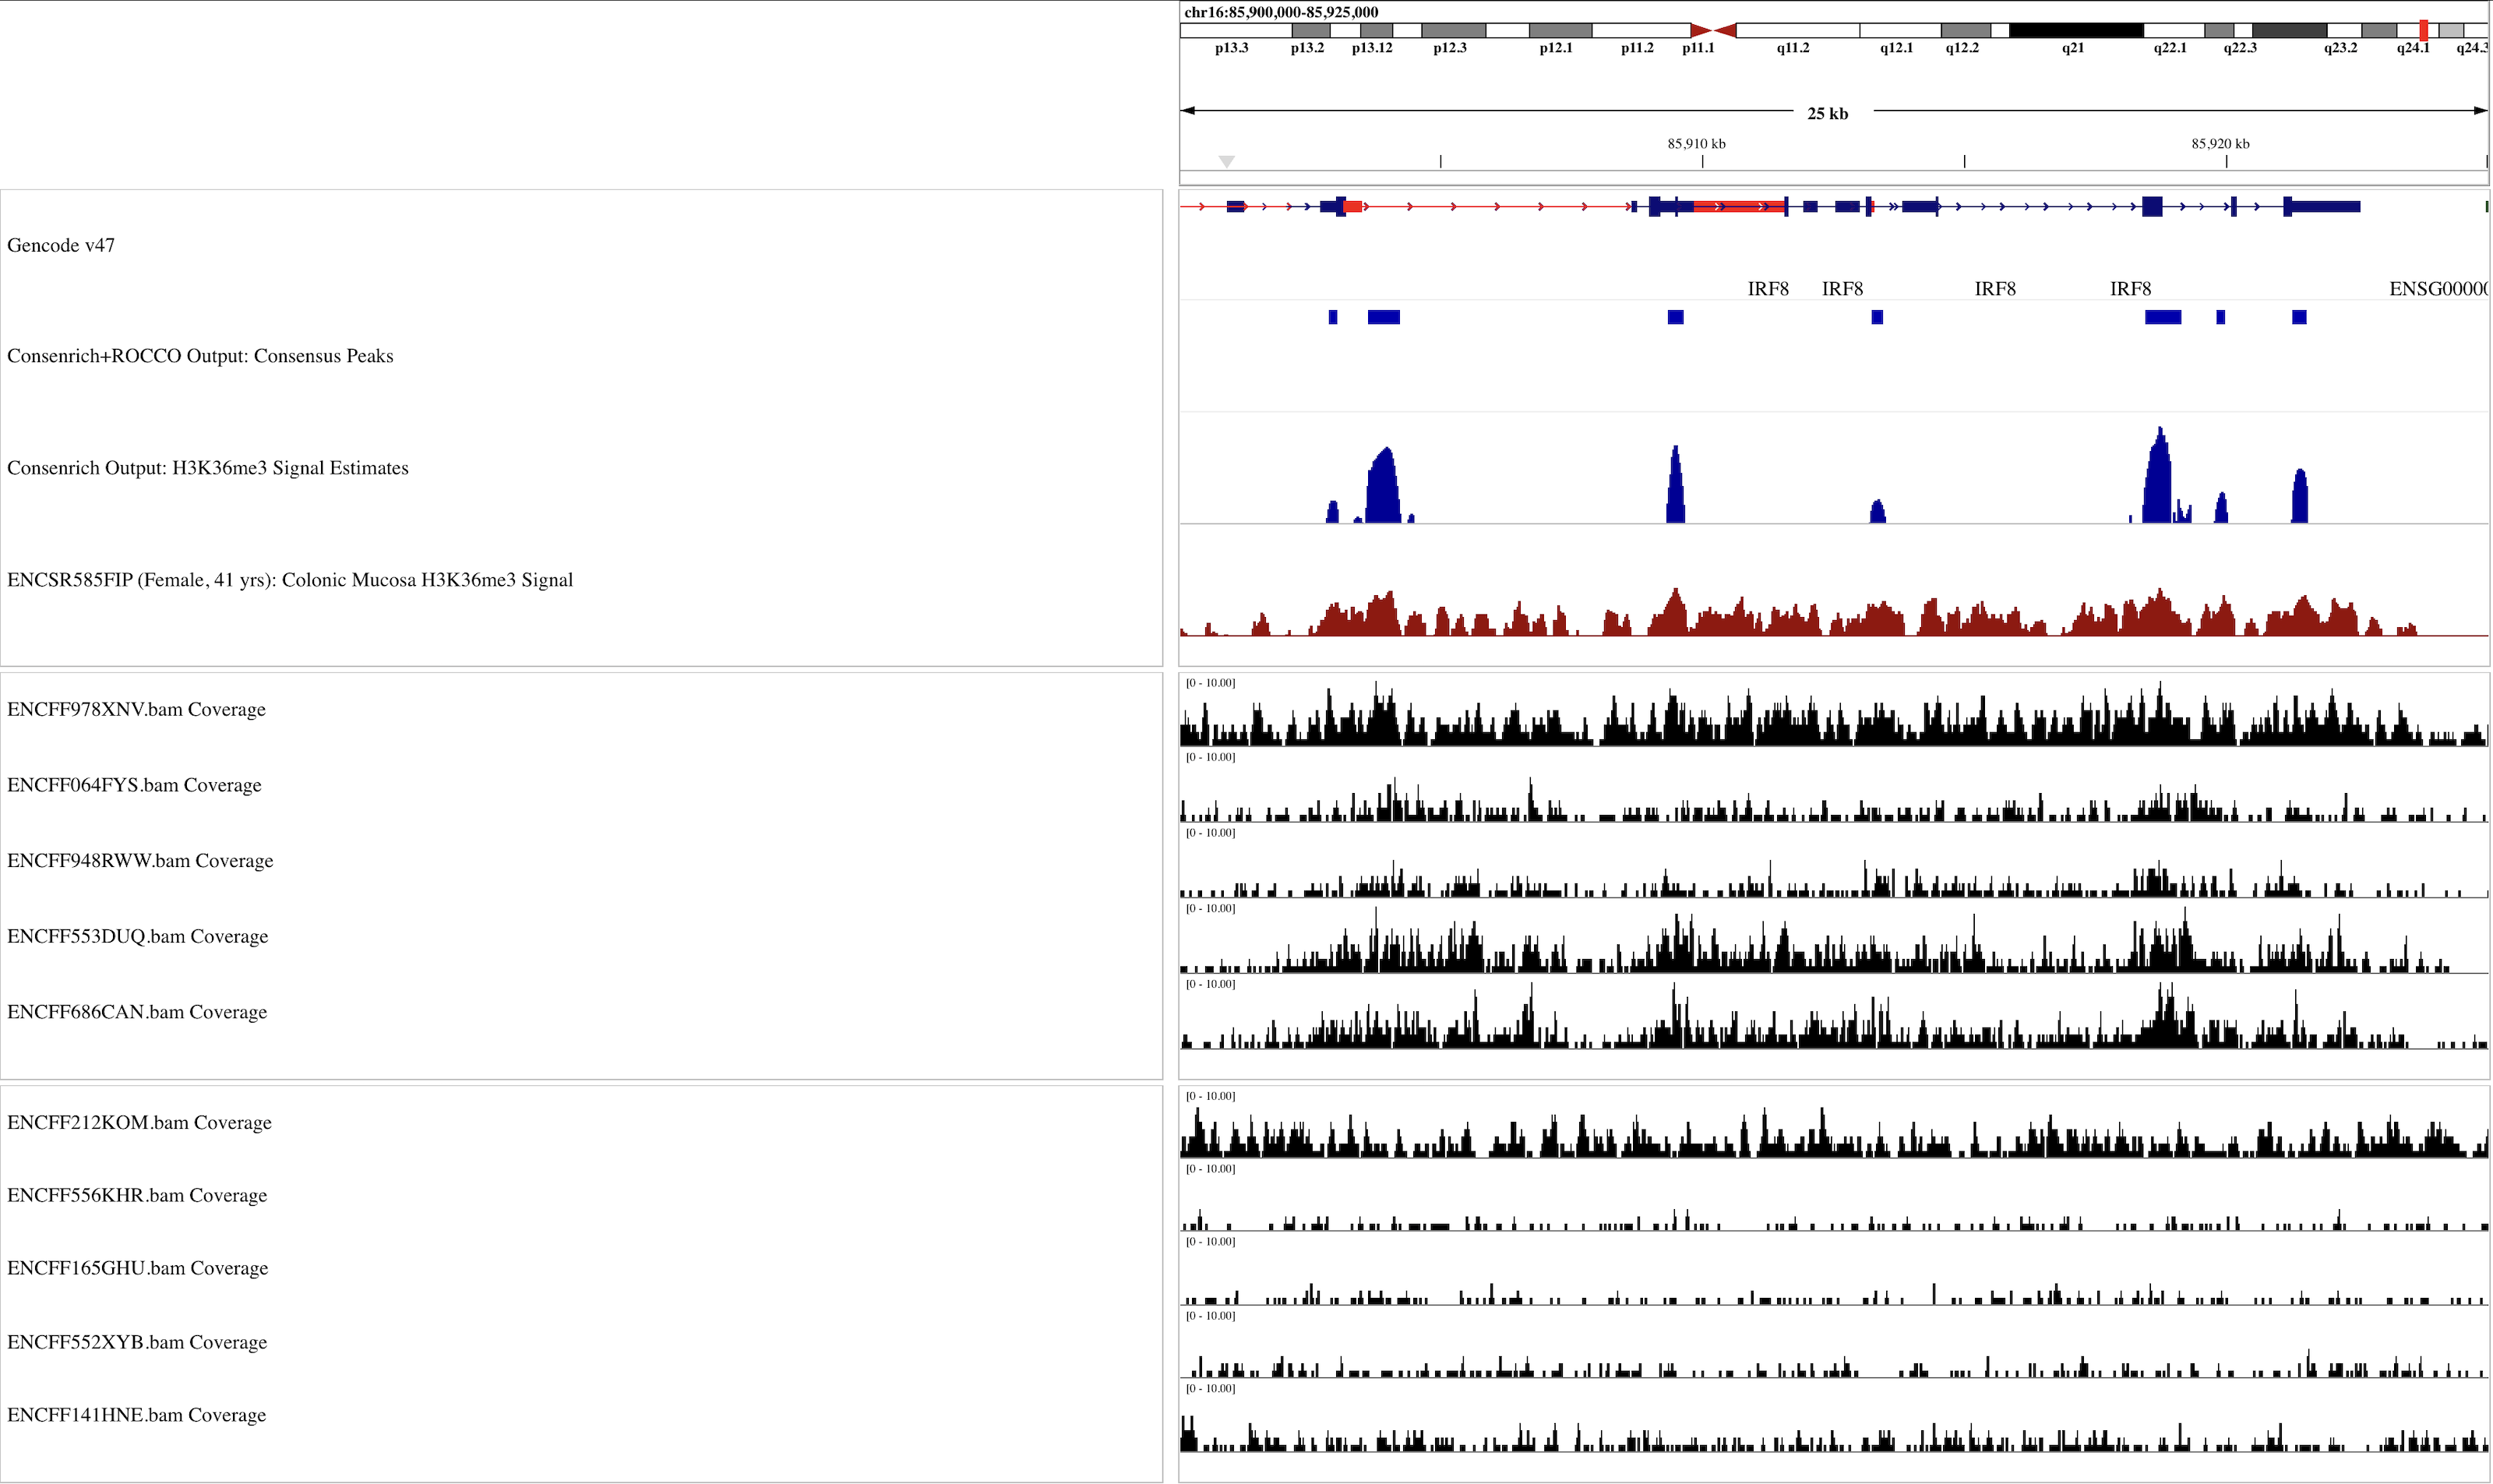 chr16:85,900,000-85,925,000
p13.3 p13.2 p13.12 p12.3 p12.1 p11.2 p11.1 q11.2 q12.1 q12.2 q21 q22.1 q22.3 q23.2 q24.1 q24.3
25 kb
85,910 kb 85,920 kb
Gencode v47
IRF8 IRF8 IRF8 IRF8 ENSG00000
Consenrich+ROCCO Output: Consensus Peaks
Consenrich Output: H3K36me3 Signal Estimates
ENCSR585FIP (Female, 41 yrs): Colonic Mucosa H3K36me3 Signal
[0 - 10.00]
ENCFF978XNV.bam Coverage
[0 - 10.00]
ENCFF064FYS.bam Coverage
[0 - 10.00]
ENCFF948RWW.bam Coverage
[0 - 10.00]
ENCFF553DUQ.bam Coverage
[0 - 10.00]
ENCFF686CAN.bam Coverage
[0 - 10.00]
ENCFF212KOM.bam Coverage
[0 - 10.00]
ENCFF556KHR.bam Coverage
[0 - 10.00]
ENCFF165GHU.bam Coverage
[0 - 10.00]
ENCFF552XYB.bam Coverage
[0 - 10.00]
ENCFF141HNE.bam Coverage